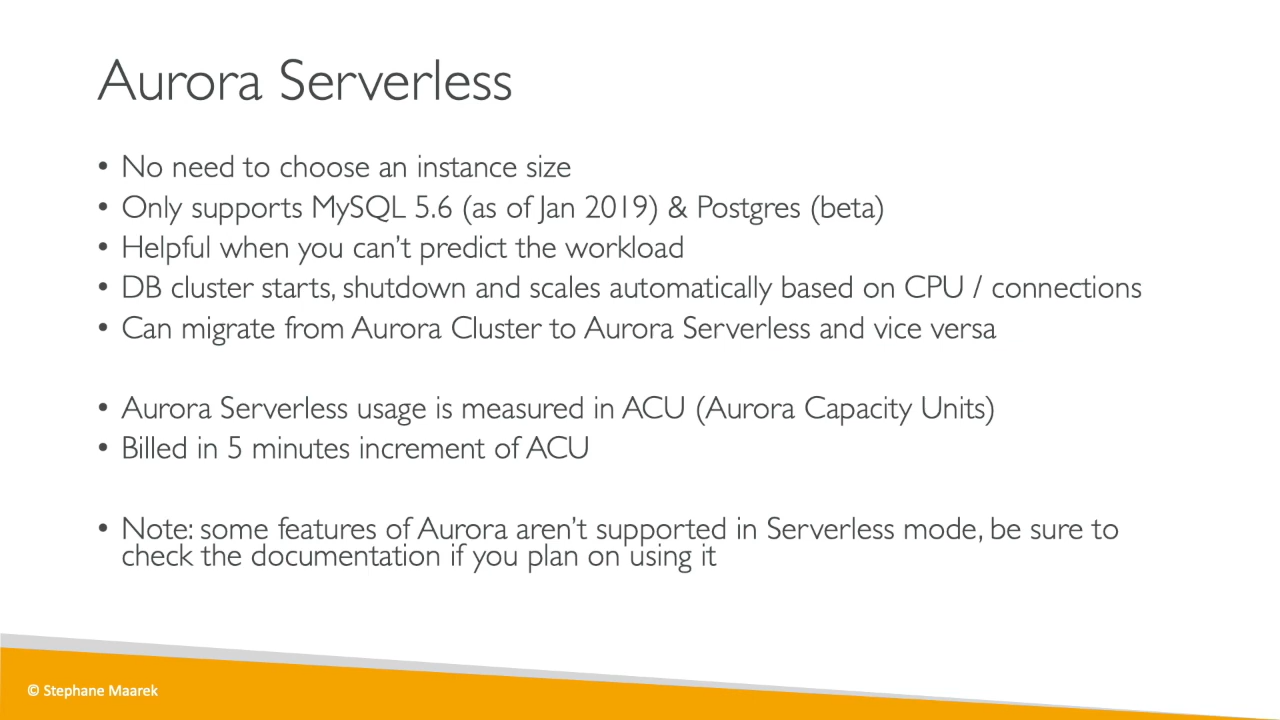 Aurora Serverless
• No need to choose an instance size
• Only supports MySQL 5.6 (as of Jan 2019) & Postgres (beta)
• Helpful when you can't predict the workload
• DB cluster starts, shutdown and scales automatically based on CPU / connections
• Can migrate from Aurora Cluster to Aurora Serverless and vice versa
• Aurora Serverless usage is measured in ACU (Aurora Capacity Units)
• Billed in 5 minutes increment of ACU
• Note: some features of Aurora aren't supported in Serverless mode, be sure to
check the documentation if you plan on using it
© Stephane Maarek